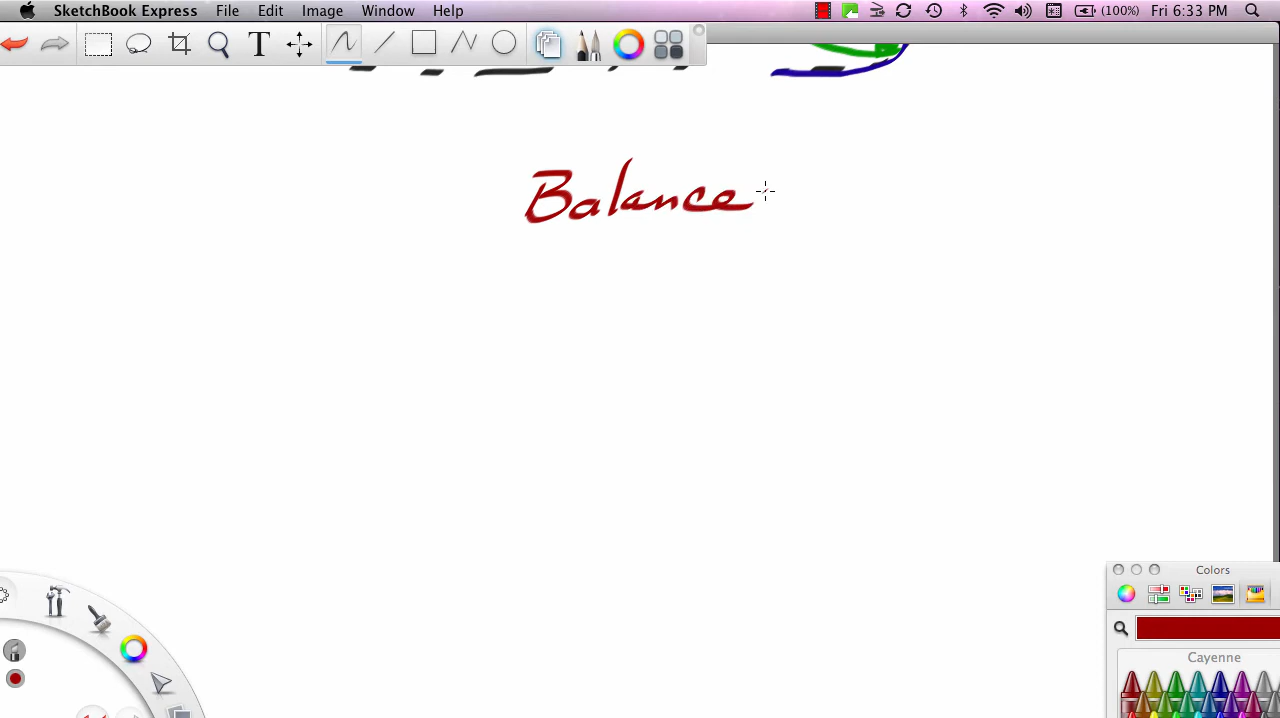 SketchBook Express File Edit Image Window Help (100%) Fri 6:33 PM
T
Balance
Colors
Cayenne